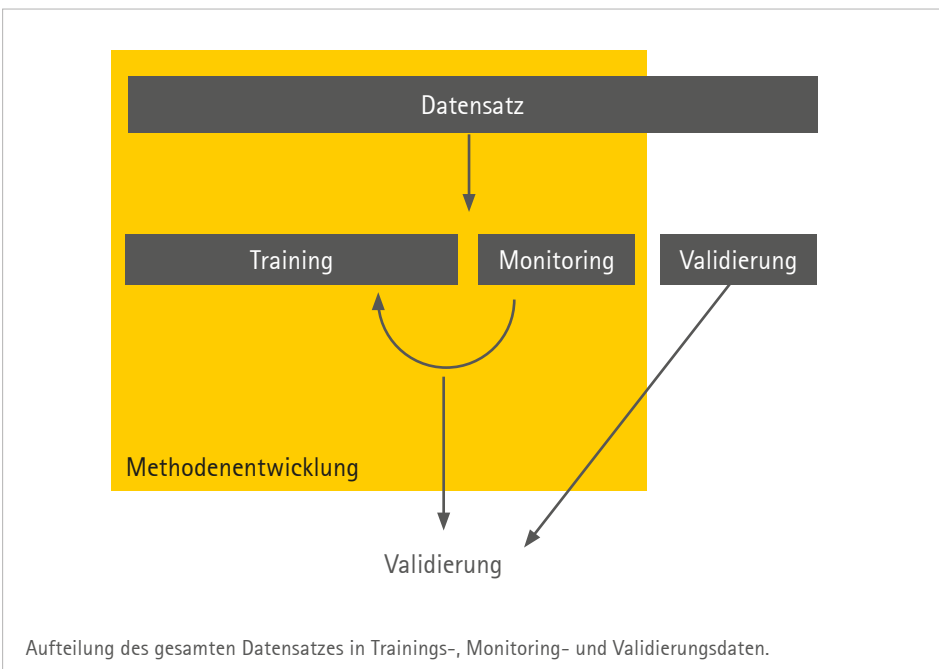 Datensatz
Training
Monitoring
Validierung
Methodenentwicklung
Validierung
Aufteilung des gesamten Datensatzes in Trainings-, Monitoring- und Validierungsdaten.